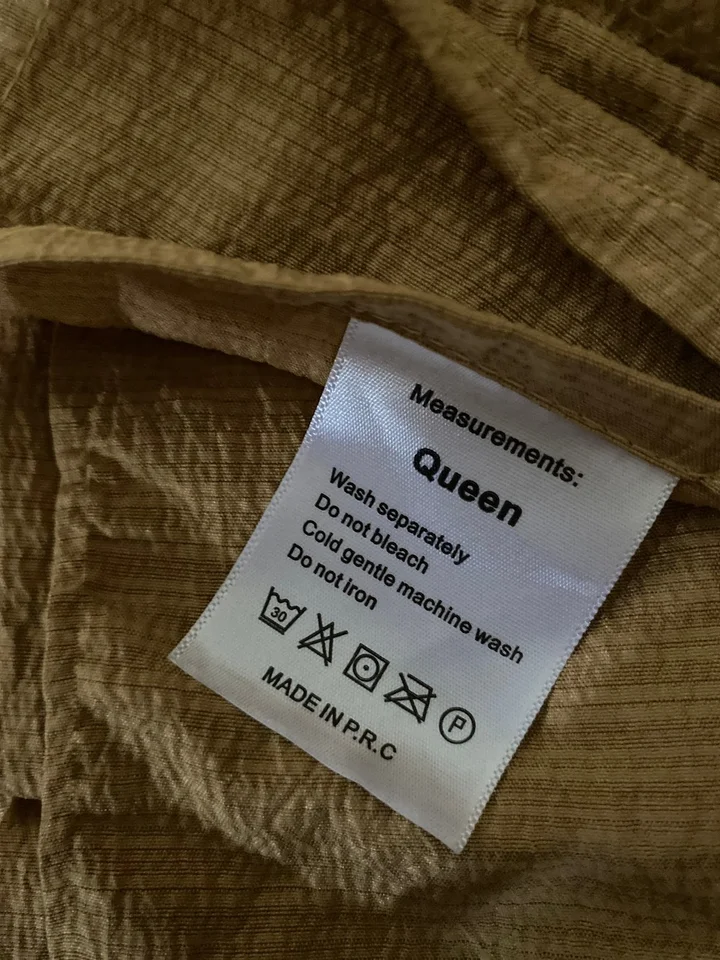 Measurements:
Queen
Wash separately
Do not bleach
Cold gentle machine wash
Do not iron
30
P
MADE IN P.R.C